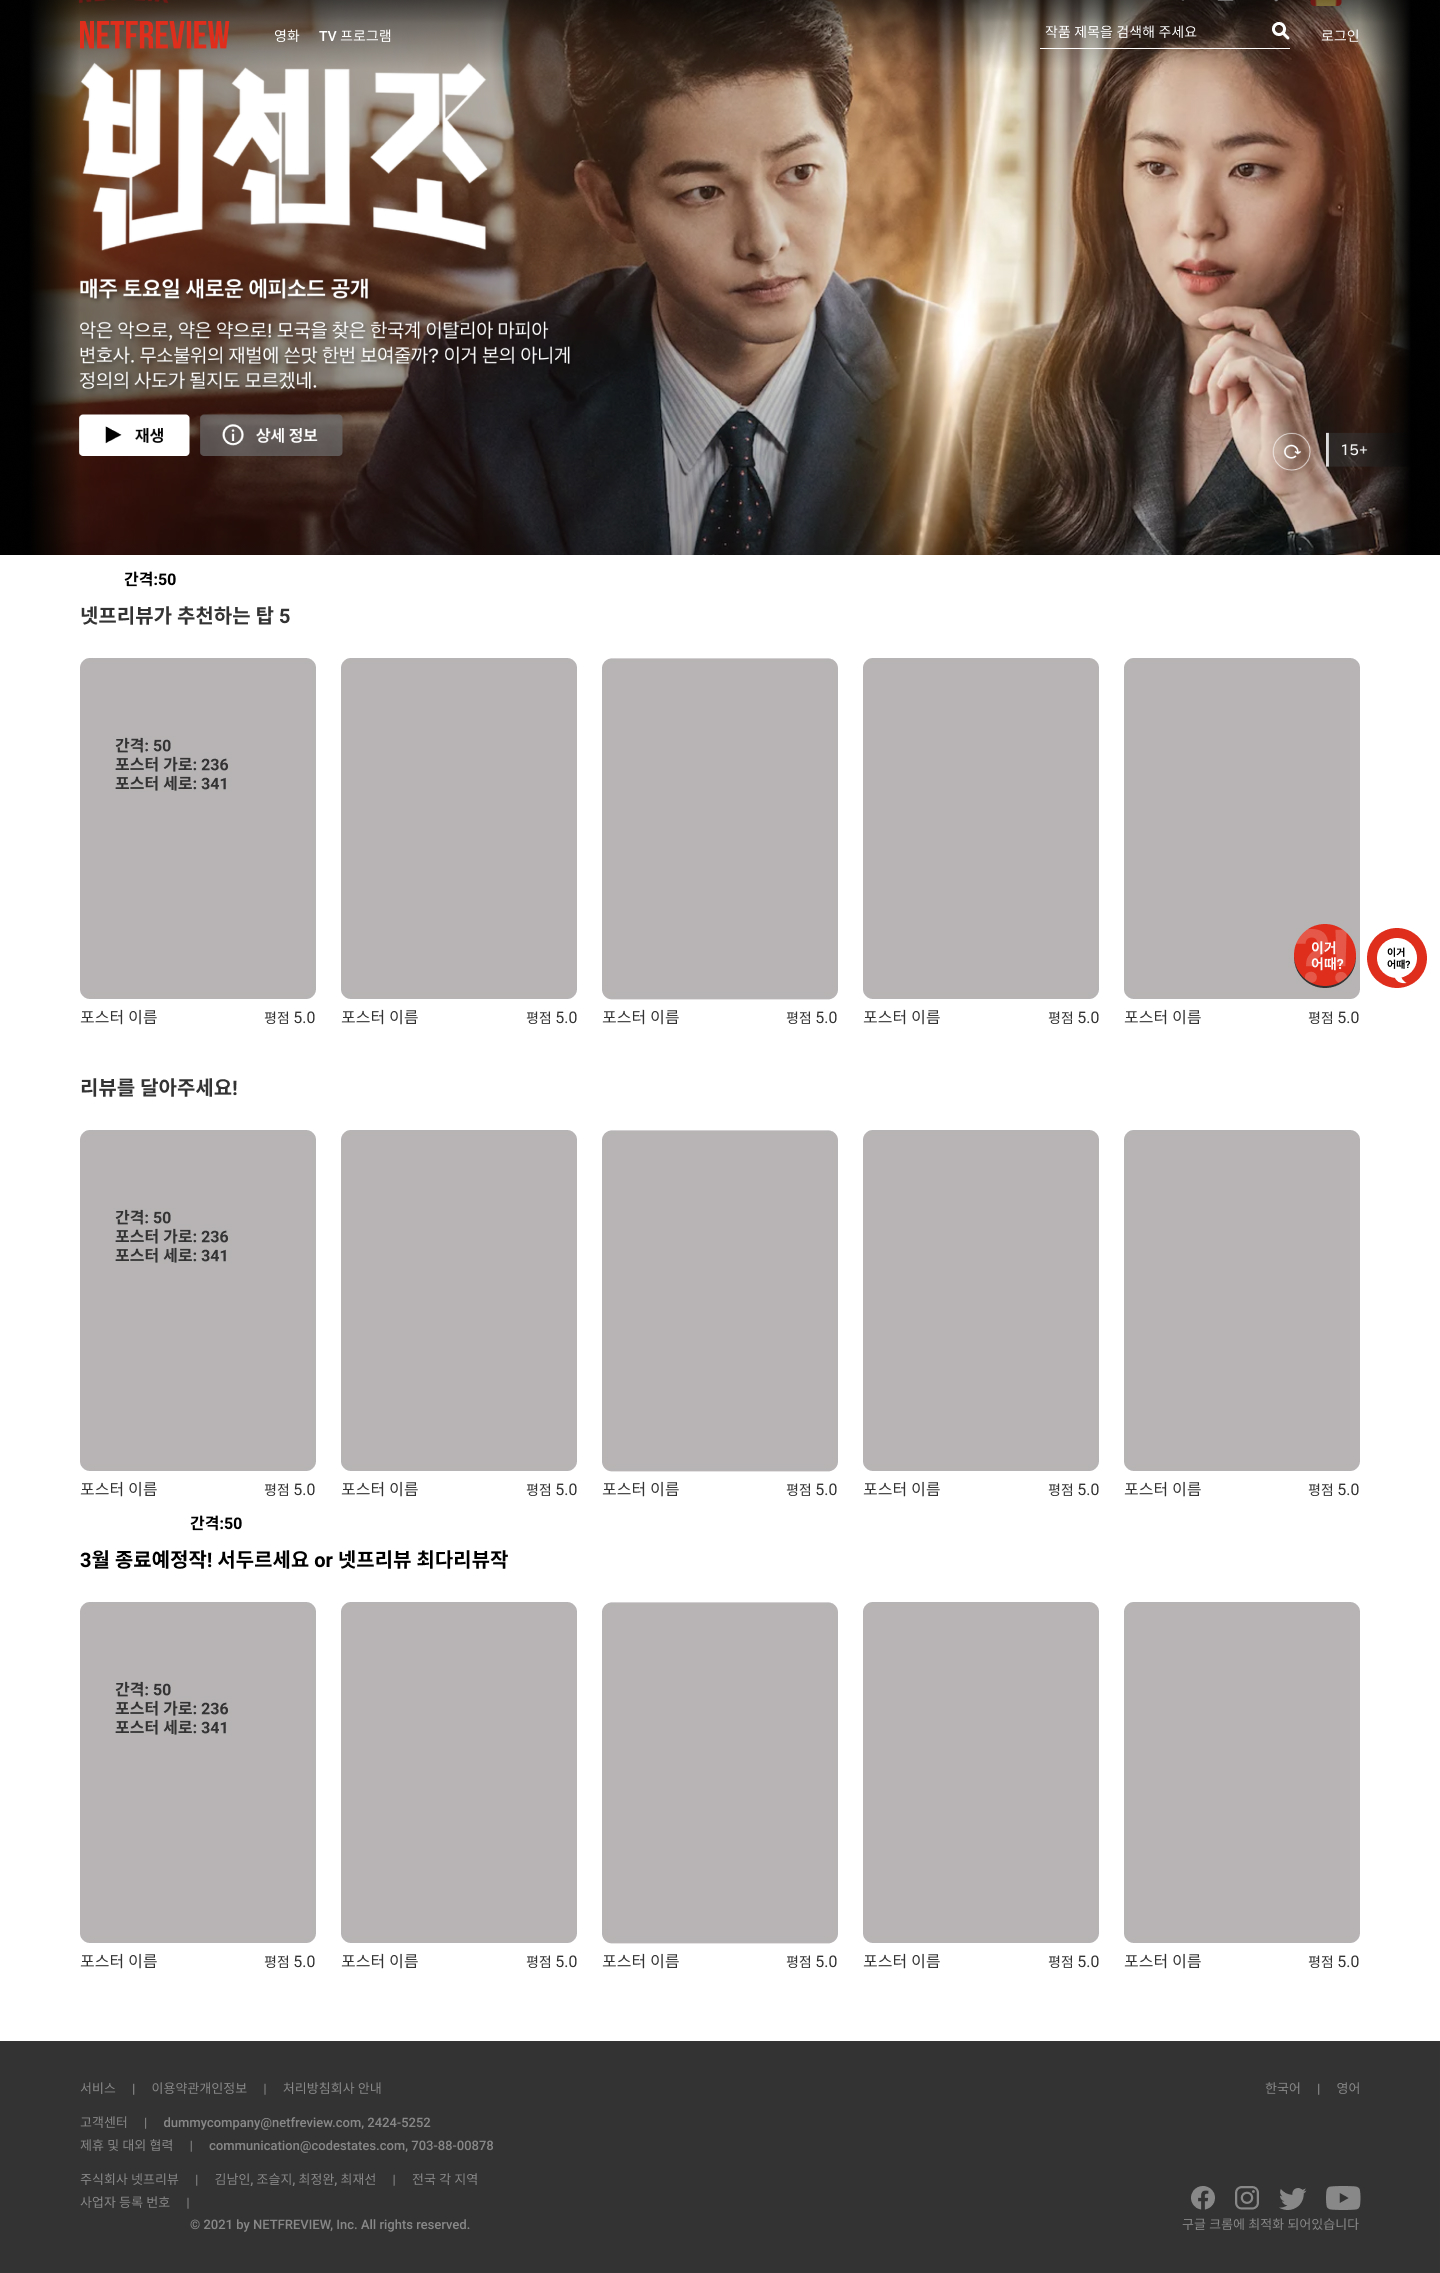 NETFREVIEW
영화 TV 프로그램
작품 제목을 검색해 주세요
로그인
빈센조
매주 토요일 새로운 에피소드 공개
악은 악으로, 약은 약으로! 모국을 찾은 한국계 이탈리아 마피아
변호사. 무소불위의 재벌에 쓴맛 한번 보여줄까? 이거 본의 아니게
정의의 사도가 될지도 모르겠네.
재생
상세 정보
15+
간격:50
넷프리뷰가 추천하는 탑 5
간격: 50
포스터 가로: 236
포스터 세로: 341
?!
이거
어때?
이거
어때?
포스터 이름 평점 5.0 포스터 이름 평점 5.0 포스터 이름 평점 5.0 포스터 이름 평점 5.0 포스터 이름 평점 5.0
리뷰를 달아주세요!
간격: 50
포스터 가로: 236
포스터 세로: 341
포스터 이름 평점 5.0 포스터 이름 평점 5.0 포스터 이름 평점 5.0 포스터 이름 평점 5.0 포스터 이름 평점 5.0
간격:50
3월 종료예정작! 서두르세요 or 넷프리뷰 최다리뷰작
간격: 50
포스터 가로: 236
포스터 세로: 341
포스터 이름 평점 5.0 포스터 이름 평점 5.0 포스터 이름 평점 5.0 포스터 이름 평점 5.0 포스터 이름 평점 5.0
서비스 | 이용약관개인정보 | 처리방침회사 안내
한국어 | 영어
고객센터 | dummycompany@netfreview.com, 2424-5252
제휴 및 대외 협력 | communication@codestates.com, 703-88-00878
주식회사 넷프리뷰 | 김남인, 조슬지, 최정완, 최재선 | 전국 각 지역
사업자 등록 번호 |
© 2021 by NETFREVIEW, Inc. All rights reserved.
구글 크롬에 최적화 되어있습니다